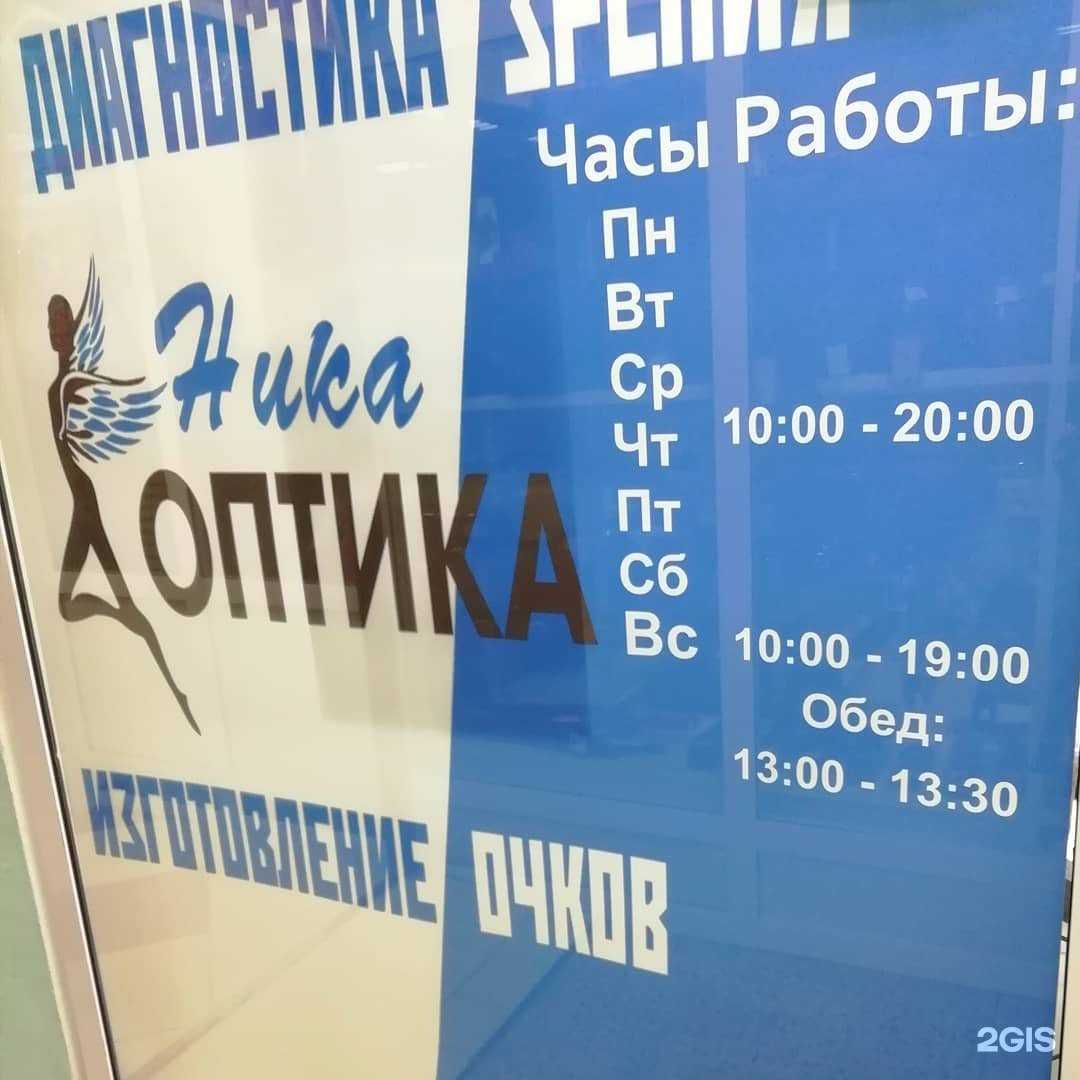 ДИАГНОСТИКА ЗРЕНИЯ
Часы Работы:
Пн
Вт
Ср
Чт
Пт
Сб
10:00 - 20:00
Вс 10:00 - 19:00
Обед:
13:00 - 13:30
Ника
ОПТИКА
ИЗГОТОВЛЕНИЕ ОЧКОВ
2GIS